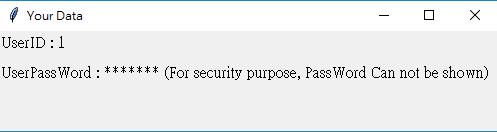 Your Data
UserID : 1
UserPassWord : ******* (For security purpose, PassWord Can not be shown)